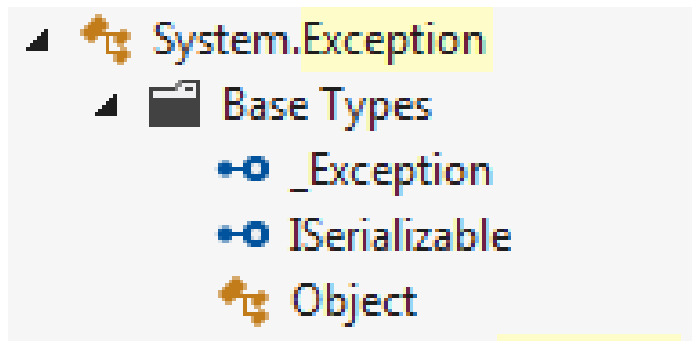 System.Exception
Base Types
_Exception
ISerializable
Object